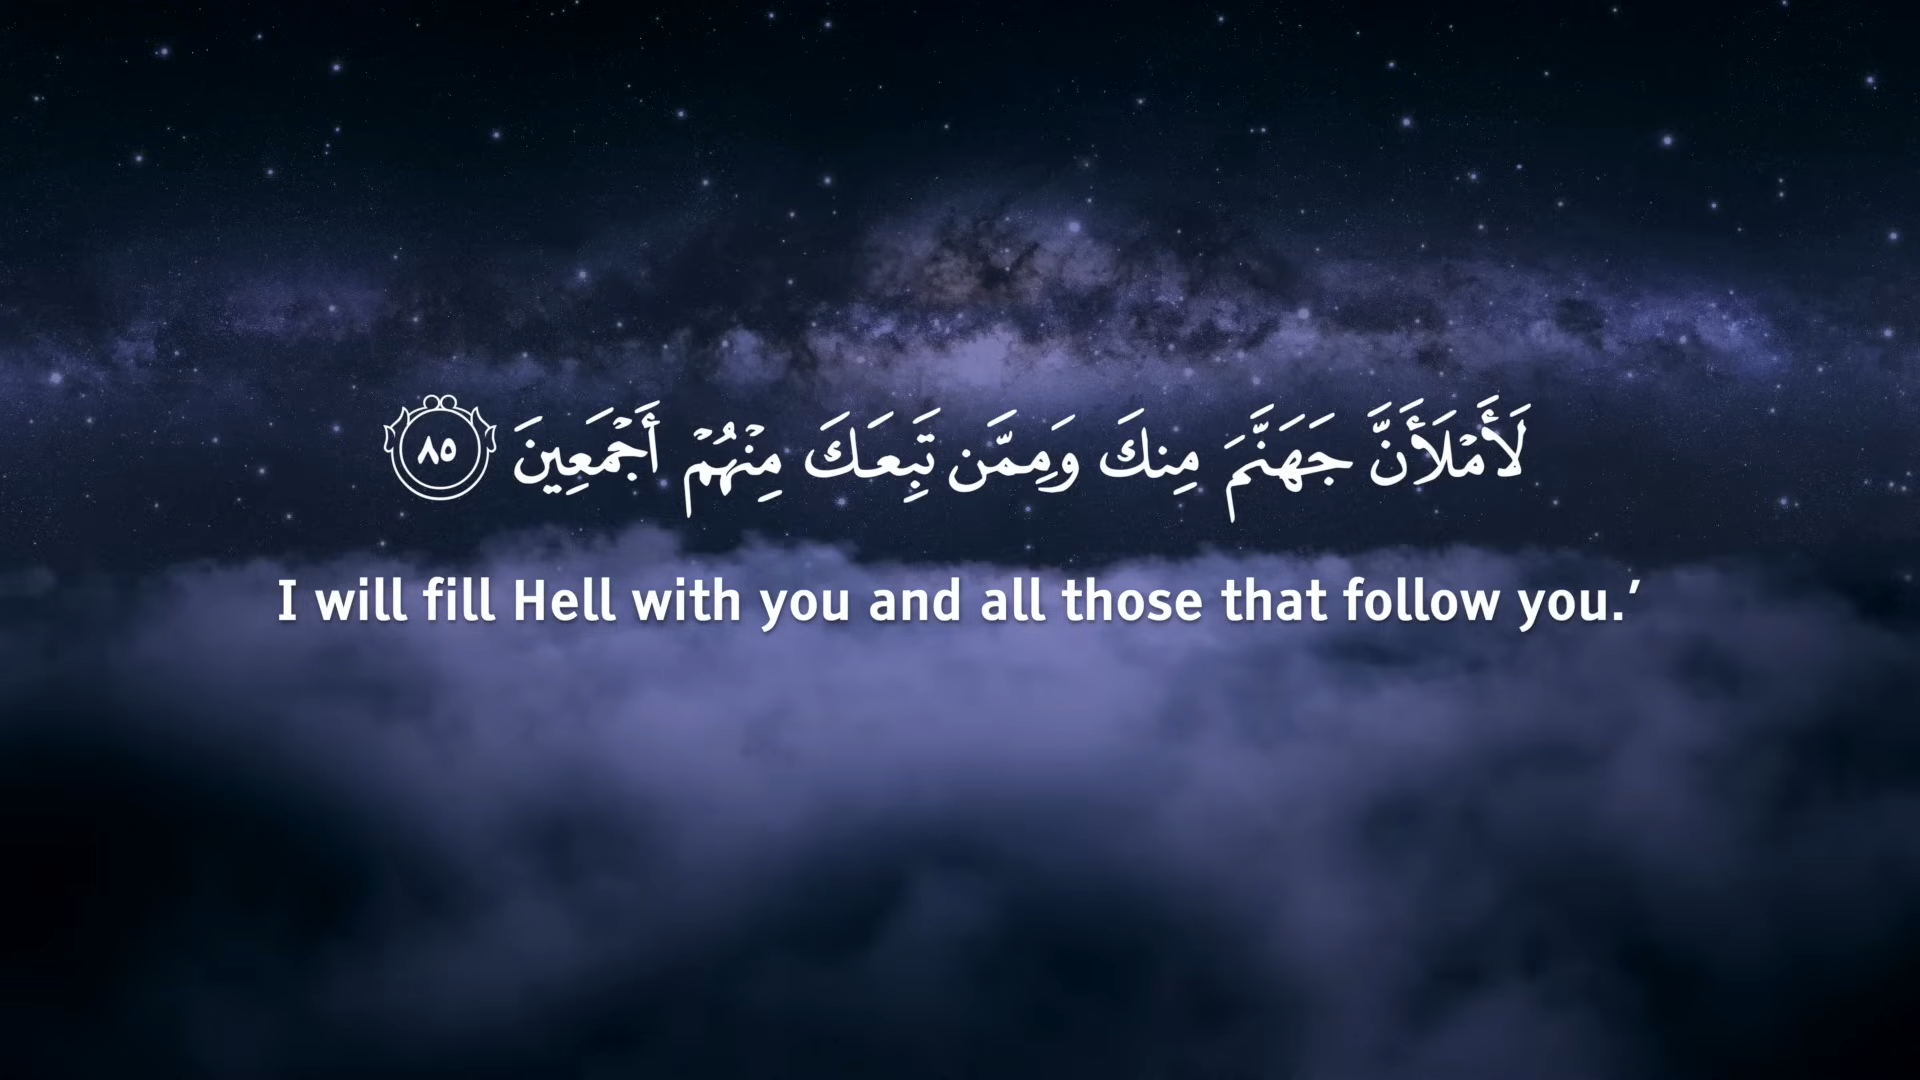 لَأَمْلَأَنَّ جَهَنَّمَ مِنكَ وَمِمَّن تَبِعَكَ مِنْهُمْ أَجْمَعِينَ ٨٥
I will fill Hell with you and all those that follow you.’